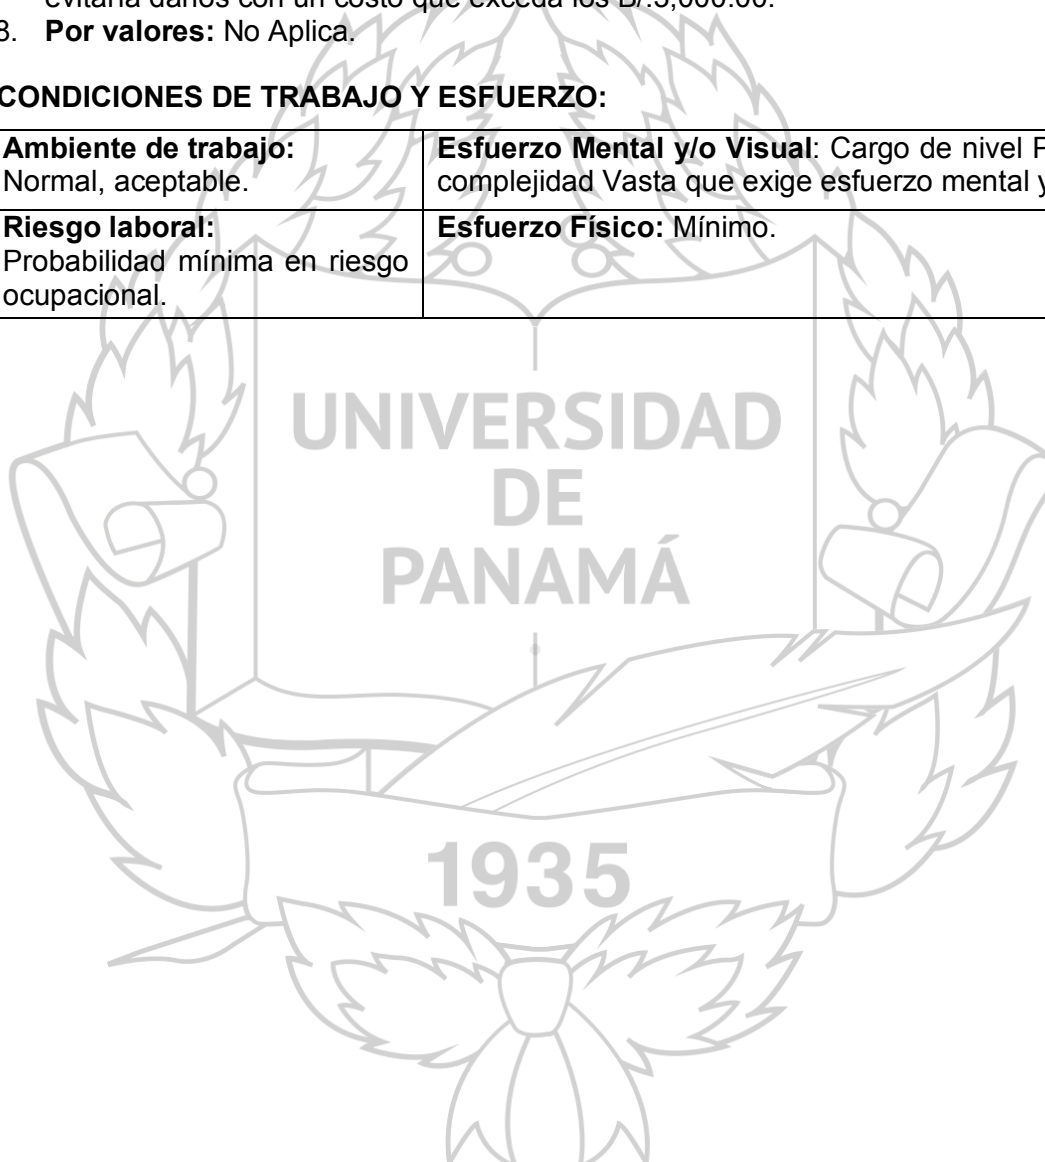 evitaría daños con un costo que exceda los B/.5,000.00.
3. Por valores: No Aplica.
CONDICIONES DE TRABAJO Y ESFUERZO:
Ambiente de trabajo:
Normal, aceptable.
Esfuerzo Mental y/o Visual: Cargo de nivel
complejidad Vasta que exige esfuerzo mental y
Riesgo laboral:
Probabilidad mínima en riesgo
ocupacional.
Esfuerzo Físico: Mínimo.
UNIVERSIDAD
DE
PANAMÁ
1935